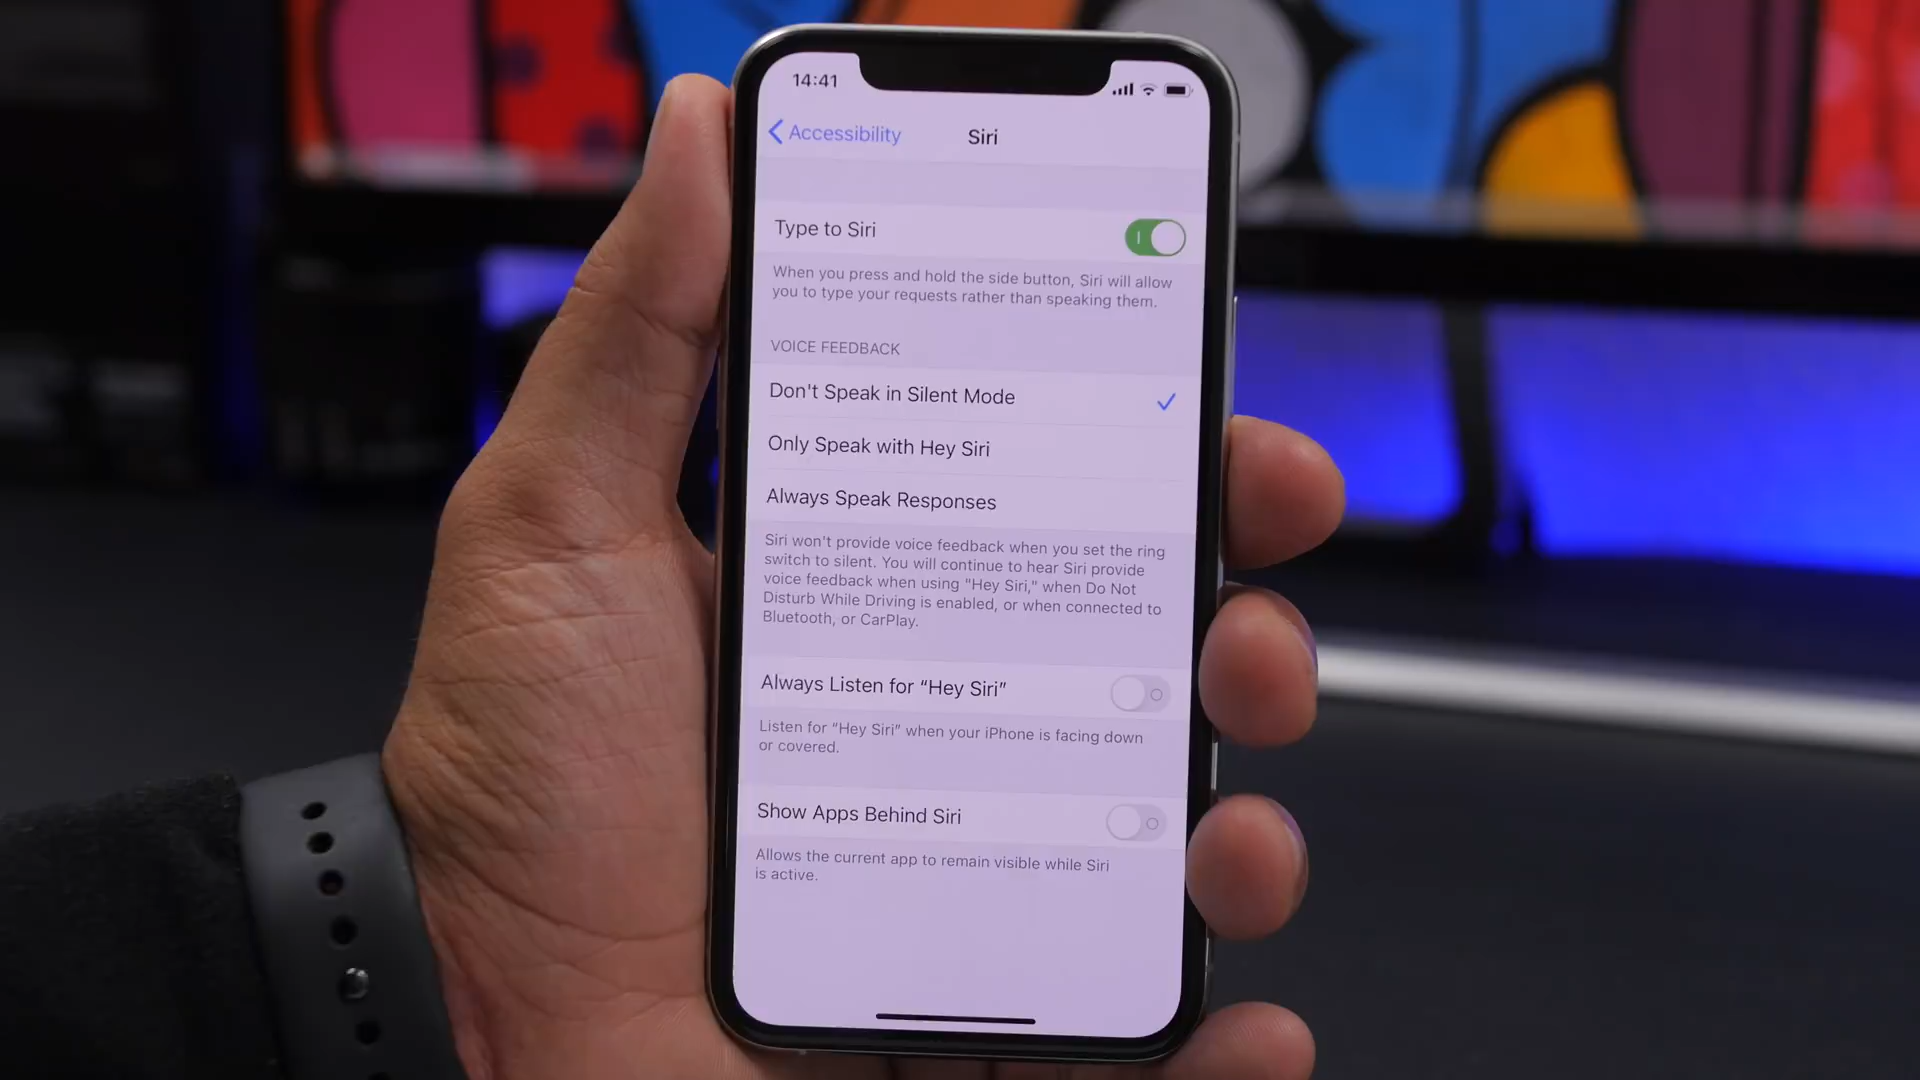 14:41
Accessibility
Siri
Type to Siri
When you press and hold the side button, Siri will allow
you to type your requests rather than speaking them.
VOICE FEEDBACK
Don't Speak in Silent Mode
Only Speak with Hey Siri
Always Speak Responses
Siri won't provide voice feedback when you set the ring
switch to silent. You will continue to hear Siri provide
voice feedback when using "Hey Siri," when Do Not
Disturb While Driving is enabled, or when connected to
Bluetooth, or CarPlay.
Always Listen for “Hey Siri”
Listen for “Hey Siri” when your iPhone is facing down
or covered.
Show Apps Behind Siri
Allows the current app to remain visible while Siri
is active.